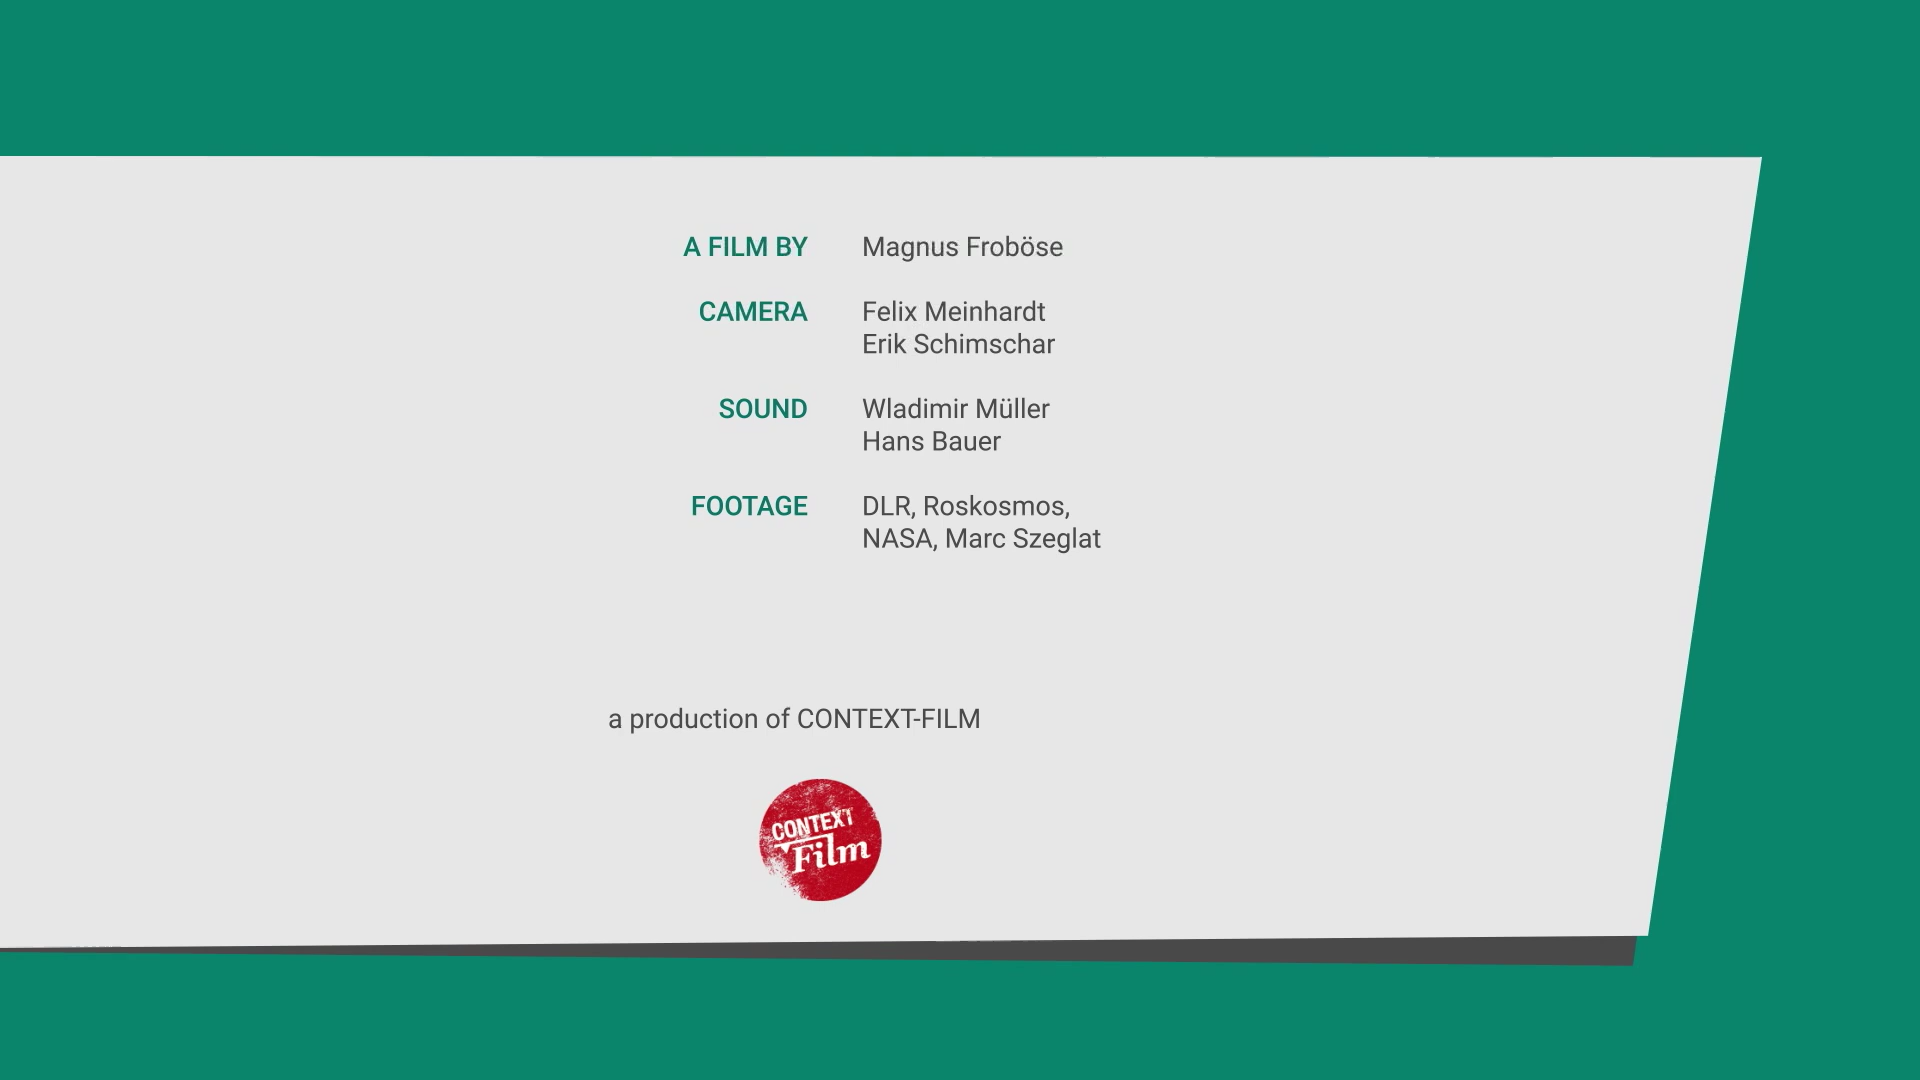 A FILM BY Magnus Froböse
CAMERA Felix Meinhardt
Erik Schimschar
SOUND Wladimir Müller
Hans Bauer
FOOTAGE DLR, Roskosmos,
NASA, Marc Szeglat
a production of CONTEXT-FILM
CONTEXT
Film